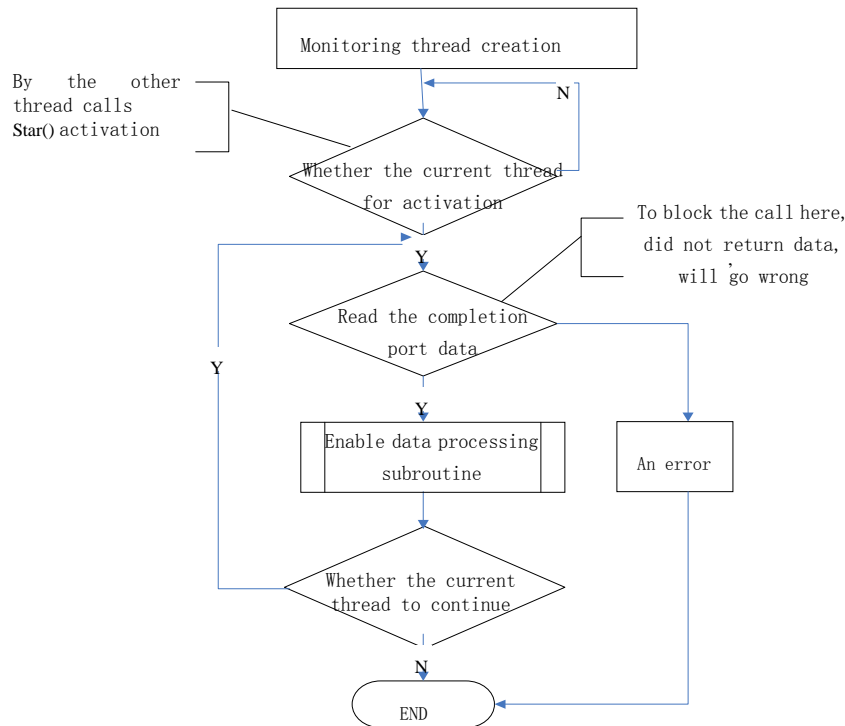 Monitoring thread creation
N
By the other
thread calls
Star() activation
Whether the current thread
for activation
To block the call here,
did not return data,
will go wrong
,
Y
Read the completion
port data
Y
Y
Enable data processing
subroutine
An error
Whether the current
thread to continue
N
END